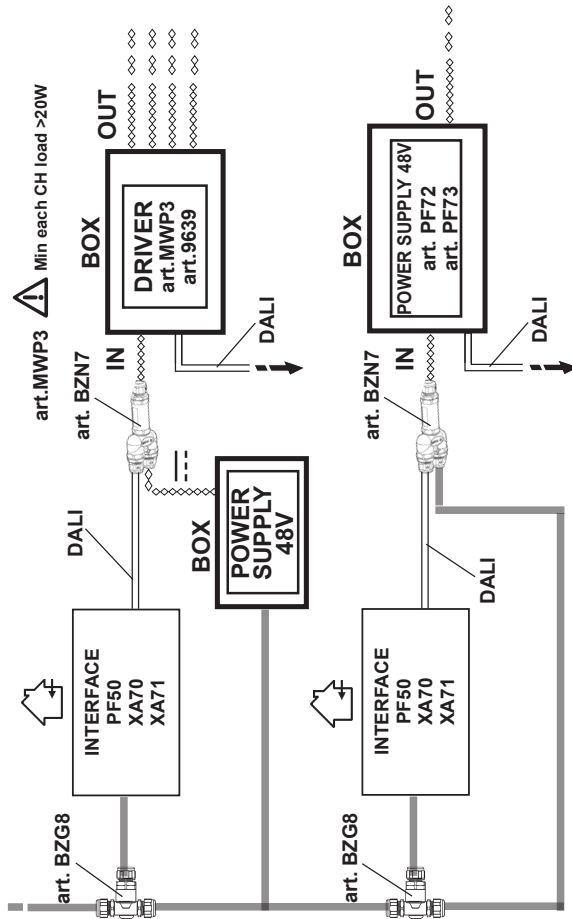 art.MWP3
Min each CH load >20W
BOX
OUT
DRIVER
art.MWP3
art.9639
IN
DALI
art. BZN7
DALI
BOX
POWER
SUPPLY
48V
INTERFACE
PF50
XA70
XA71
art. BZG8
BOX
OUT
POWER SUPPLY 48V
art. PF72
art. PF73
IN
DALI
art. BZN7
DALI
INTERFACE
PF50
XA70
XA71
art. BZG8